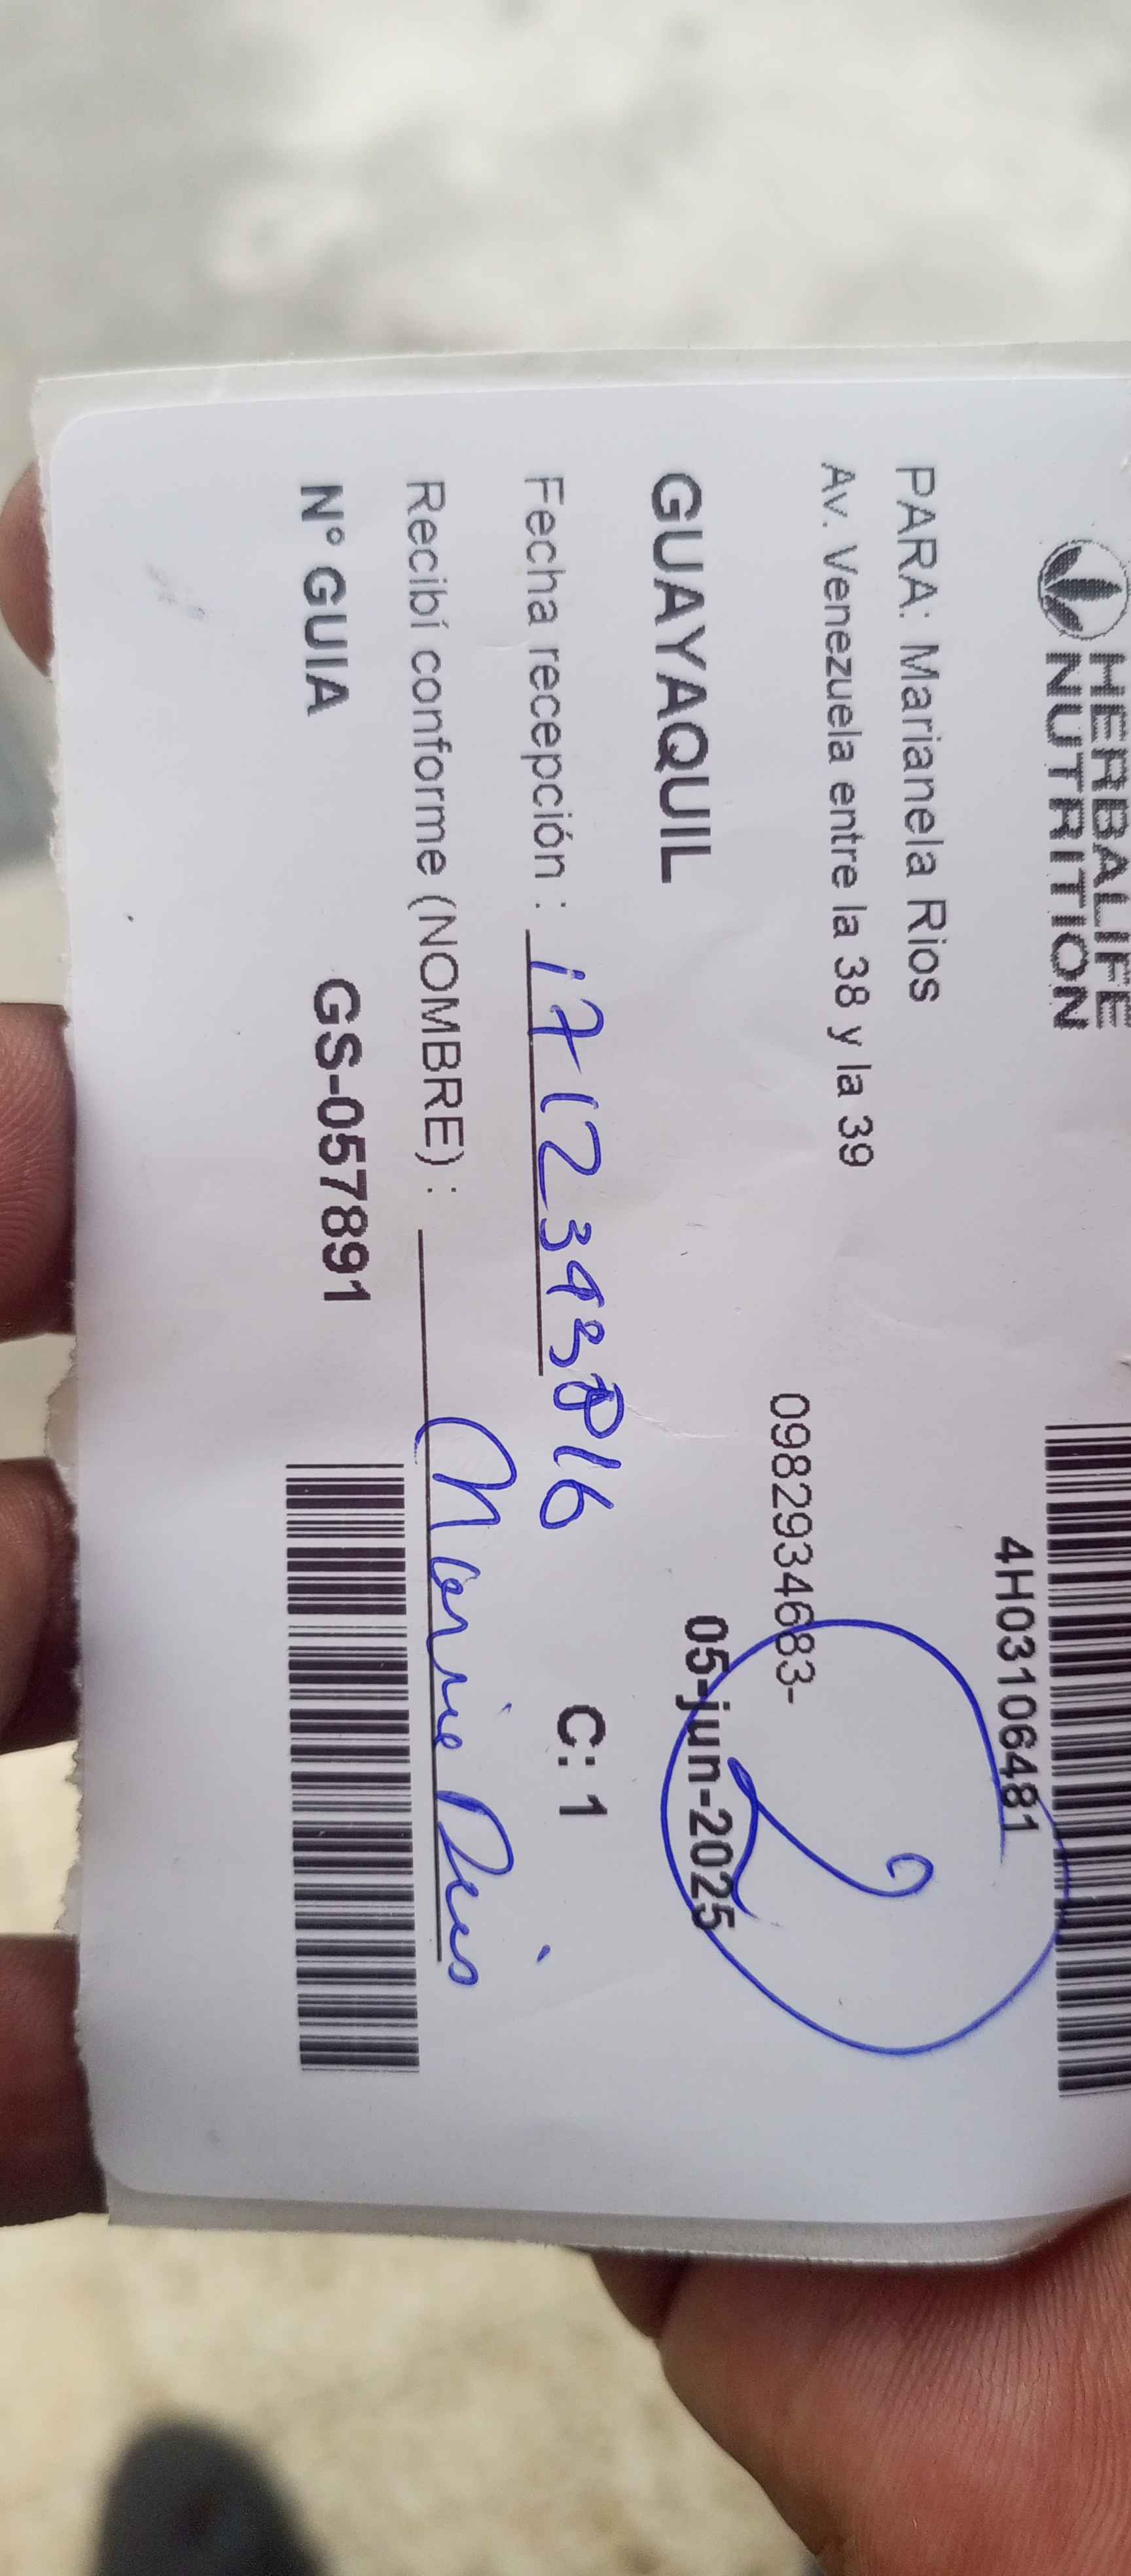 HERBALIFE
NUTRITION
4H03106481
PARA: Marianela Rios
Av. Venezuela entre la 38 y la 39
0982934683-
2
GUAYAQUIL
05-jun-2025
Fecha recepción : 1712343816
C: 1
Recibí conforme (NOMBRE) :
N° GUIA
GS-057891